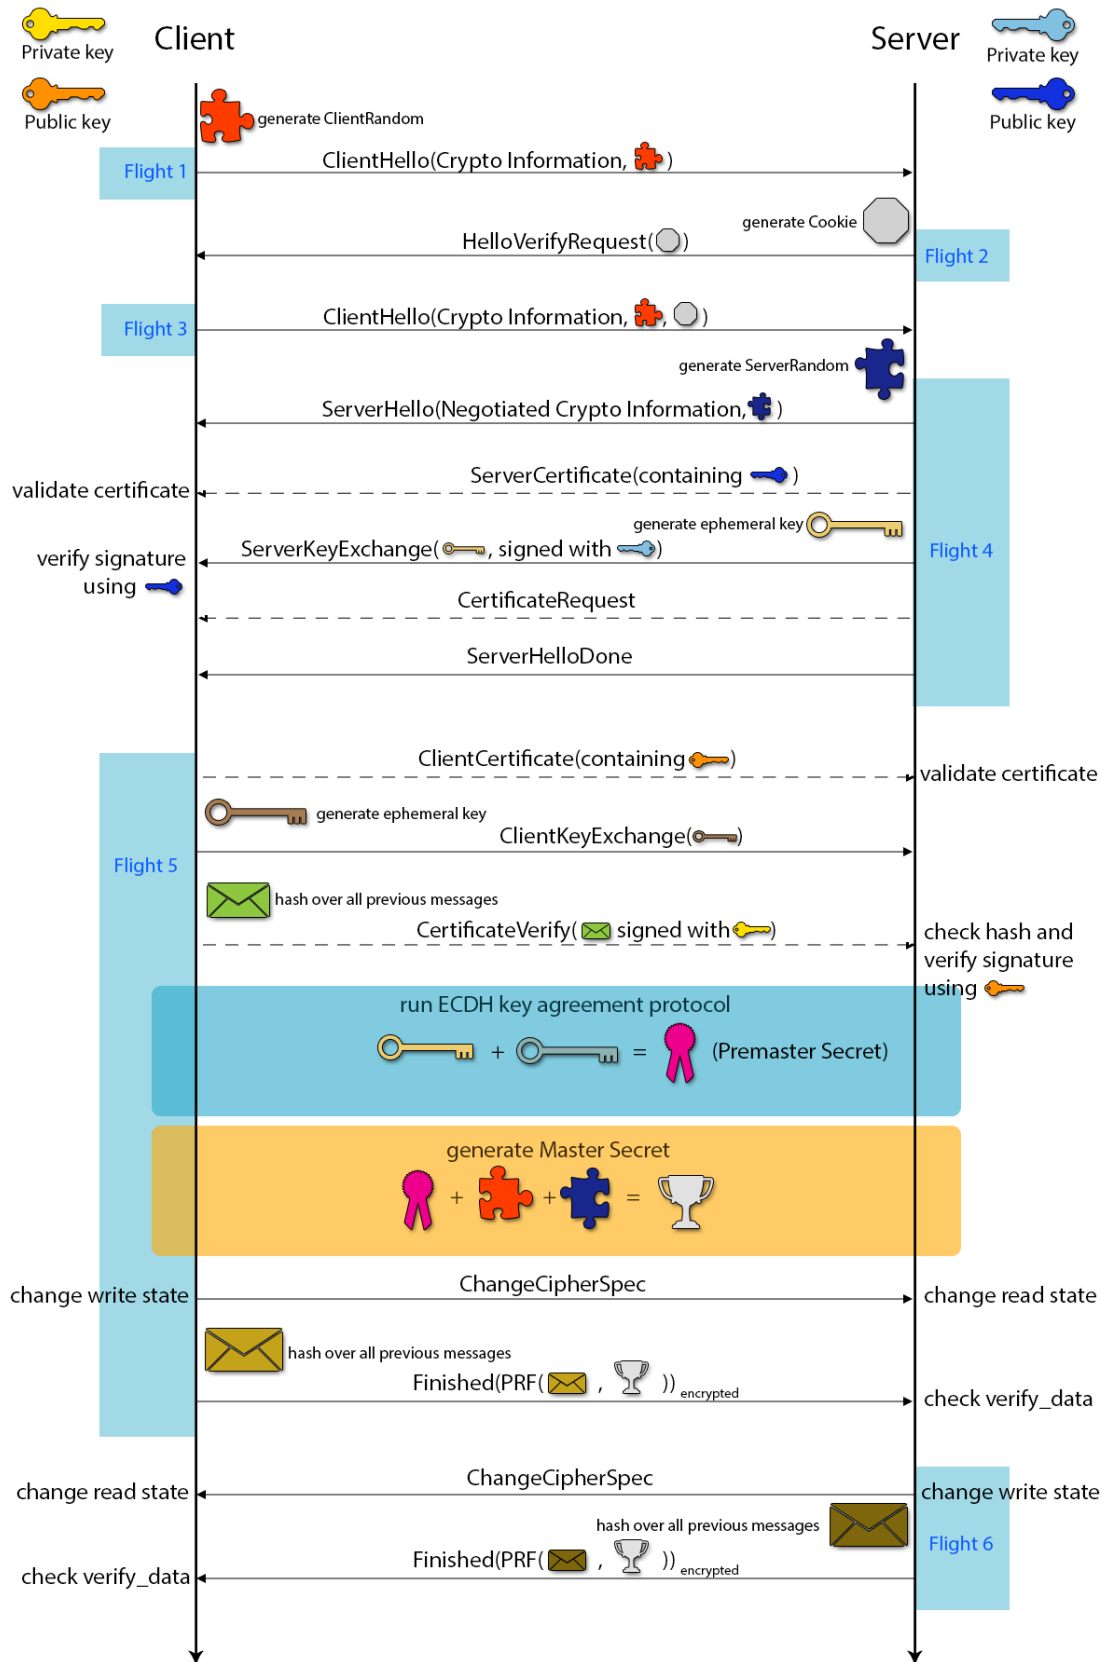 Client
Server
Private key
Private key
Public key
Public key
generate ClientRandom
Flight 1
ClientHello(Crypto Information, )
generate Cookie
HelloVerifyRequest( )
Flight 2
Flight 3
ClientHello(Crypto Information, , )
generate ServerRandom
ServerHello(Negotiated Crypto Information, )
ServerCertificate(containing )
validate certificate
generate ephemeral key
ServerKeyExchange( , signed with )
Flight 4
verify signature
using
CertificateRequest
ServerHelloDone
ClientCertificate(containing )
validate certificate
generate ephemeral key
ClientKeyExchange( )
Flight 5
hash over all previous messages
CertificateVerify( signed with )
check hash and
verify signature
using
run ECDH key agreement protocol
+ = (Premaster Secret)
generate Master Secret
+ + =
ChangeCipherSpec
change write state
change read state
hash over all previous messages
Finished(PRF( , )) encrypted
check verify_data
ChangeCipherSpec
change read state
change write state
hash over all previous messages
Flight 6
Finished(PRF( , )) encrypted
check verify_data